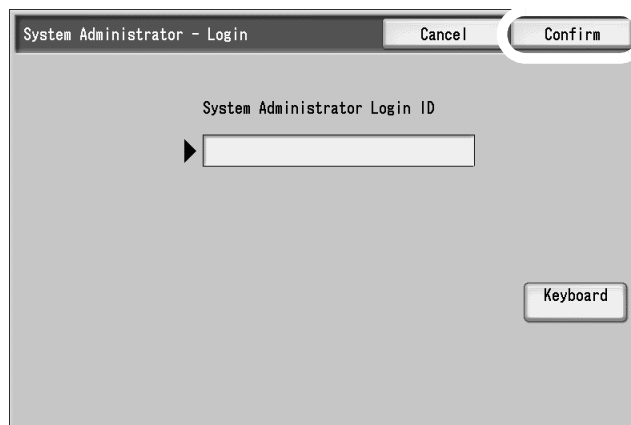 System Administrator - Login Cancel Confirm
System Administrator Login ID
Keyboard